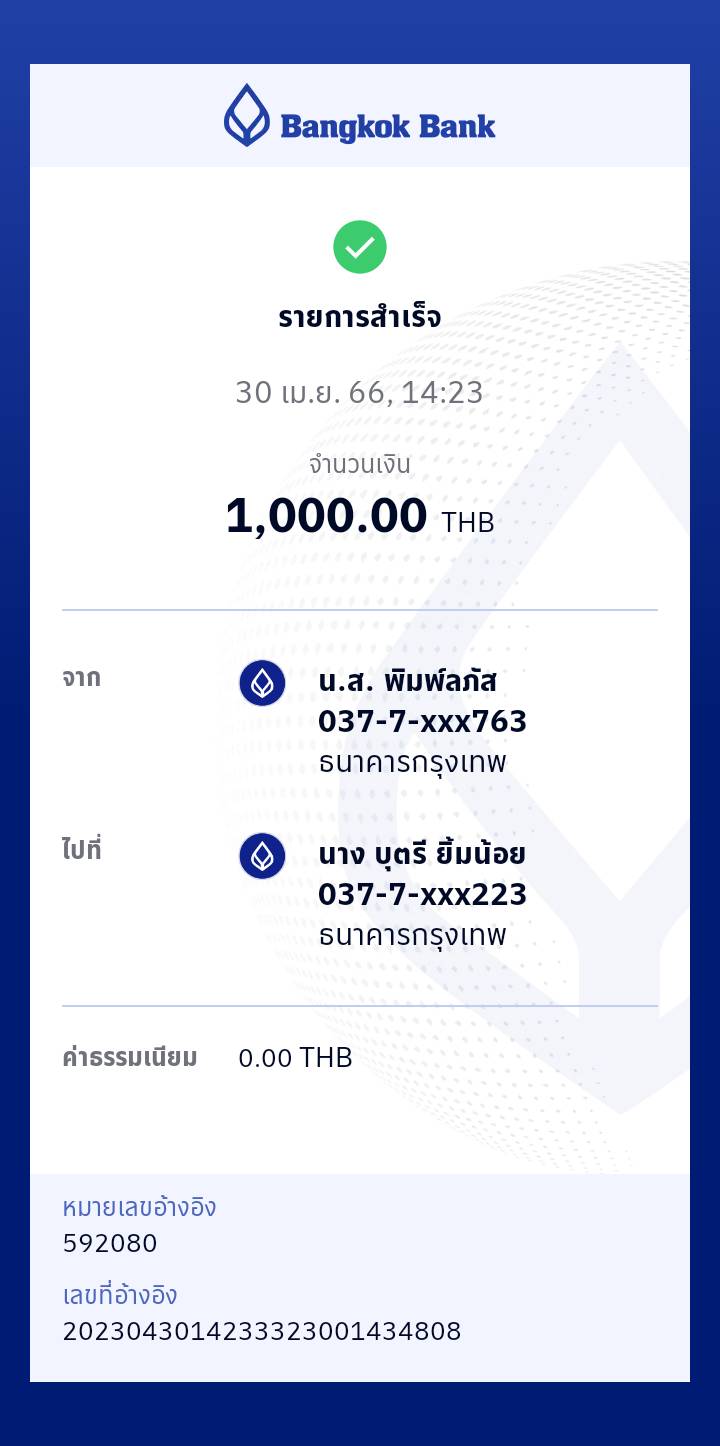 Bangkok Bank
รายการสำเร็จ
30 เม.ย. 66, 14:23
จำนวนเงิน
1,000.00 THB
จาก
น.ส. พิมพ์ลภัส
037-7-xxx763
ธนาคารกรุงเทพ
ไปที่
นาง บุตรี ยิ้มน้อย
037-7-xxx223
ธนาคารกรุงเทพ
ค่าธรรมเนียม 0.00 THB
หมายเลขอ้างอิง
592080
เลขที่อ้างอิง
2023043014233323001434808